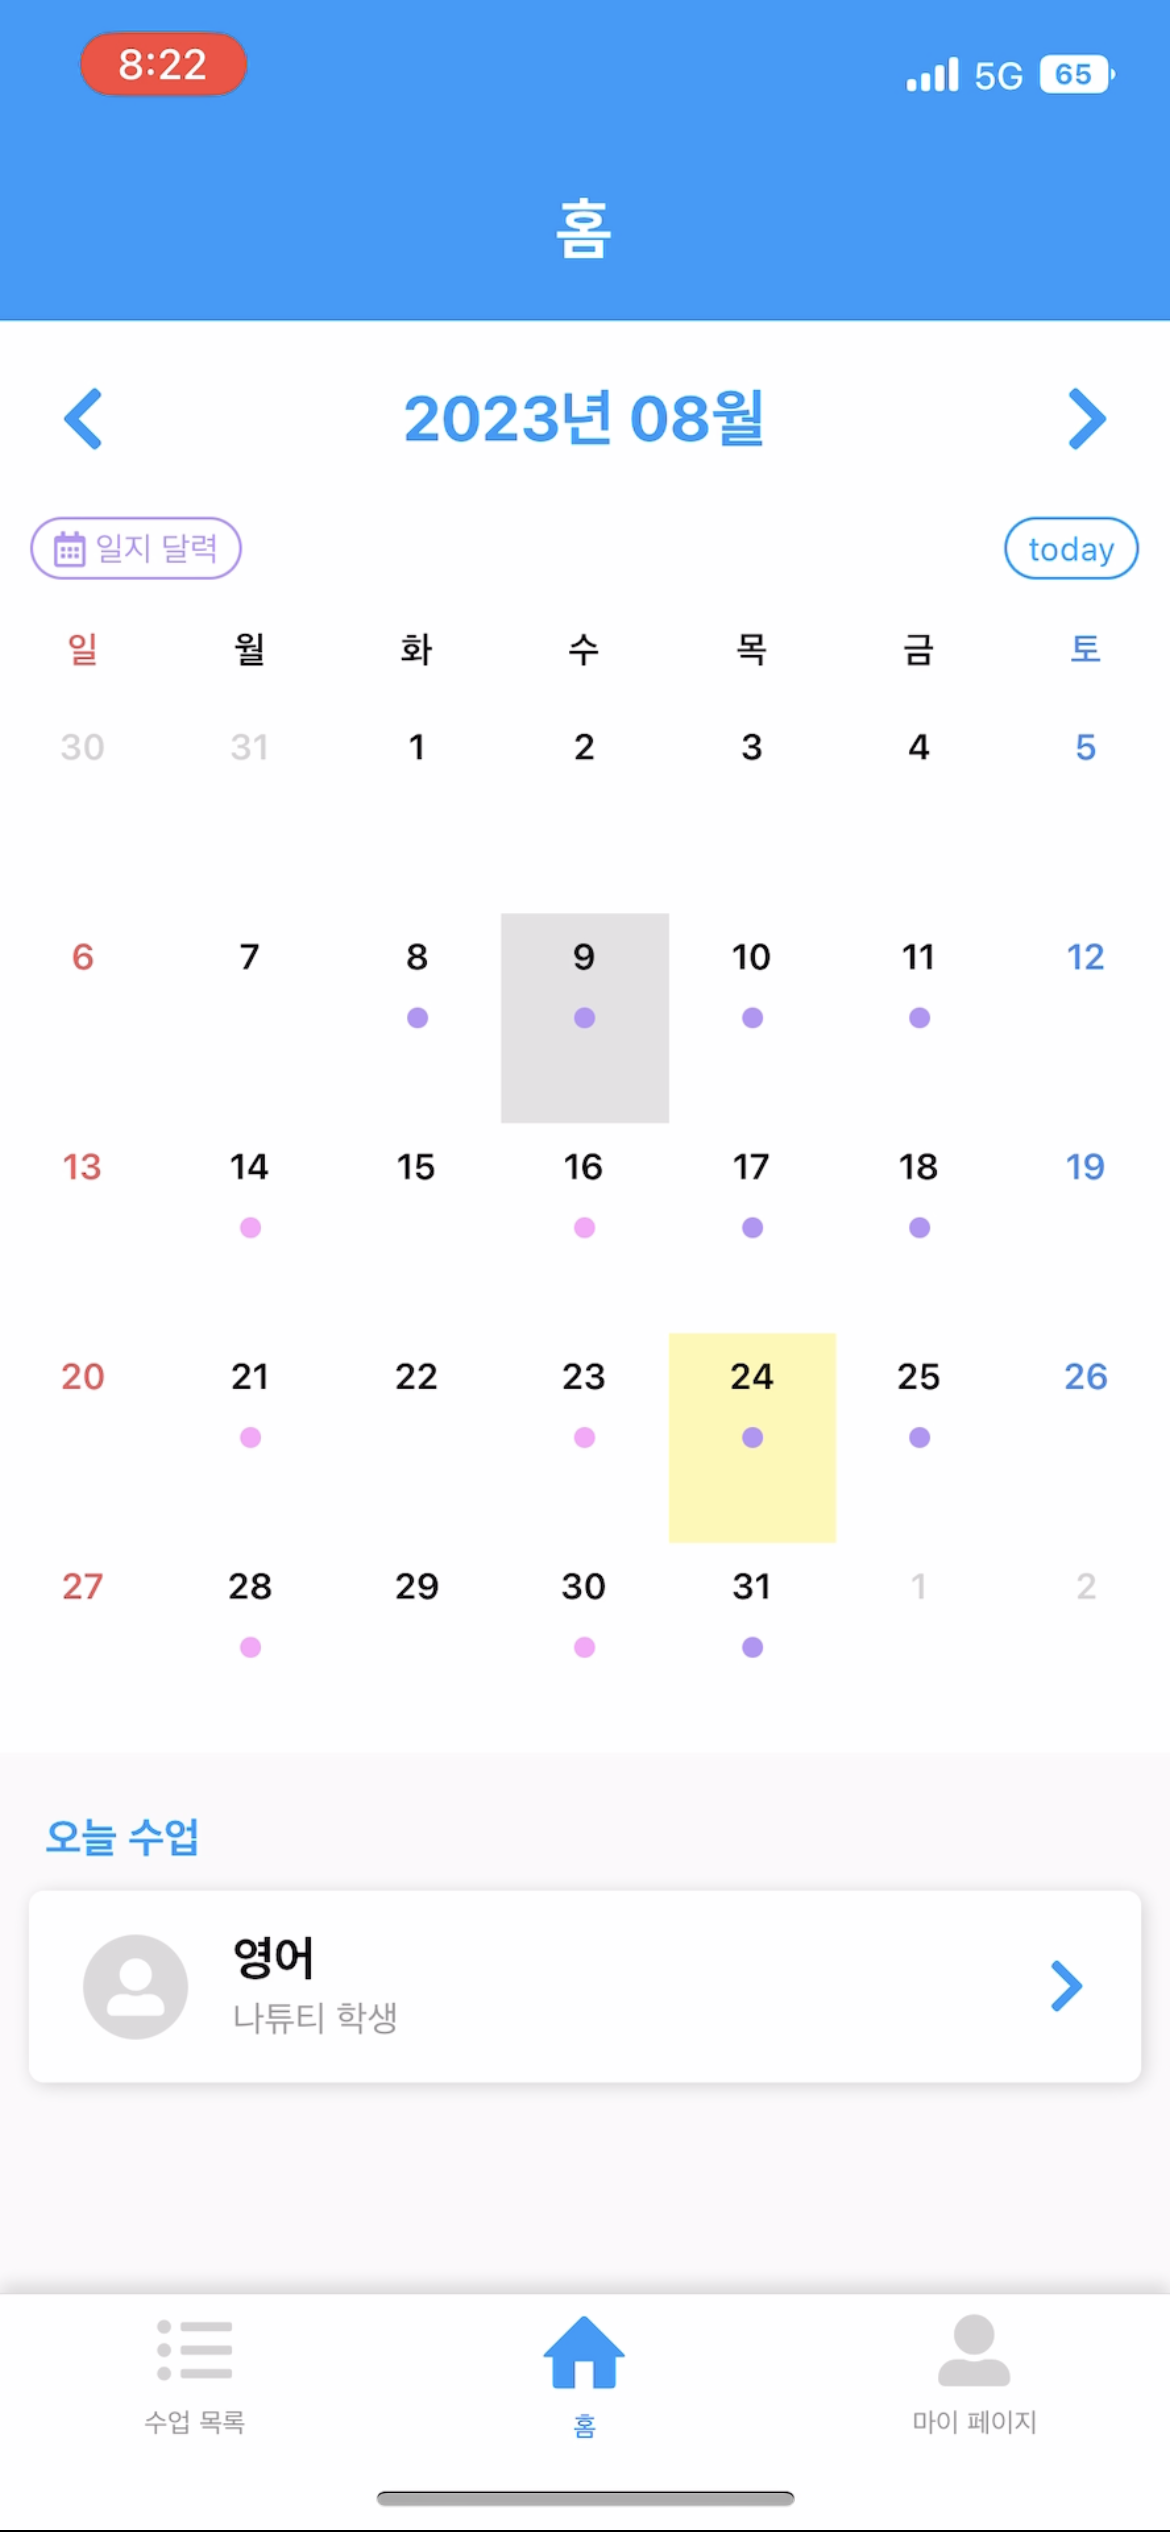 8:22 5G 65
홈
2023년 08월
일지 달력 today
일 월 화 수 목 금 토
30 31 1 2 3 4 5
6 7 8 9 10 11 12
13 14 15 16 17 18 19
20 21 22 23 24 25 26
27 28 29 30 31 1 2
오늘 수업
영어
나튜티 학생
수업 목록 홈 마이 페이지